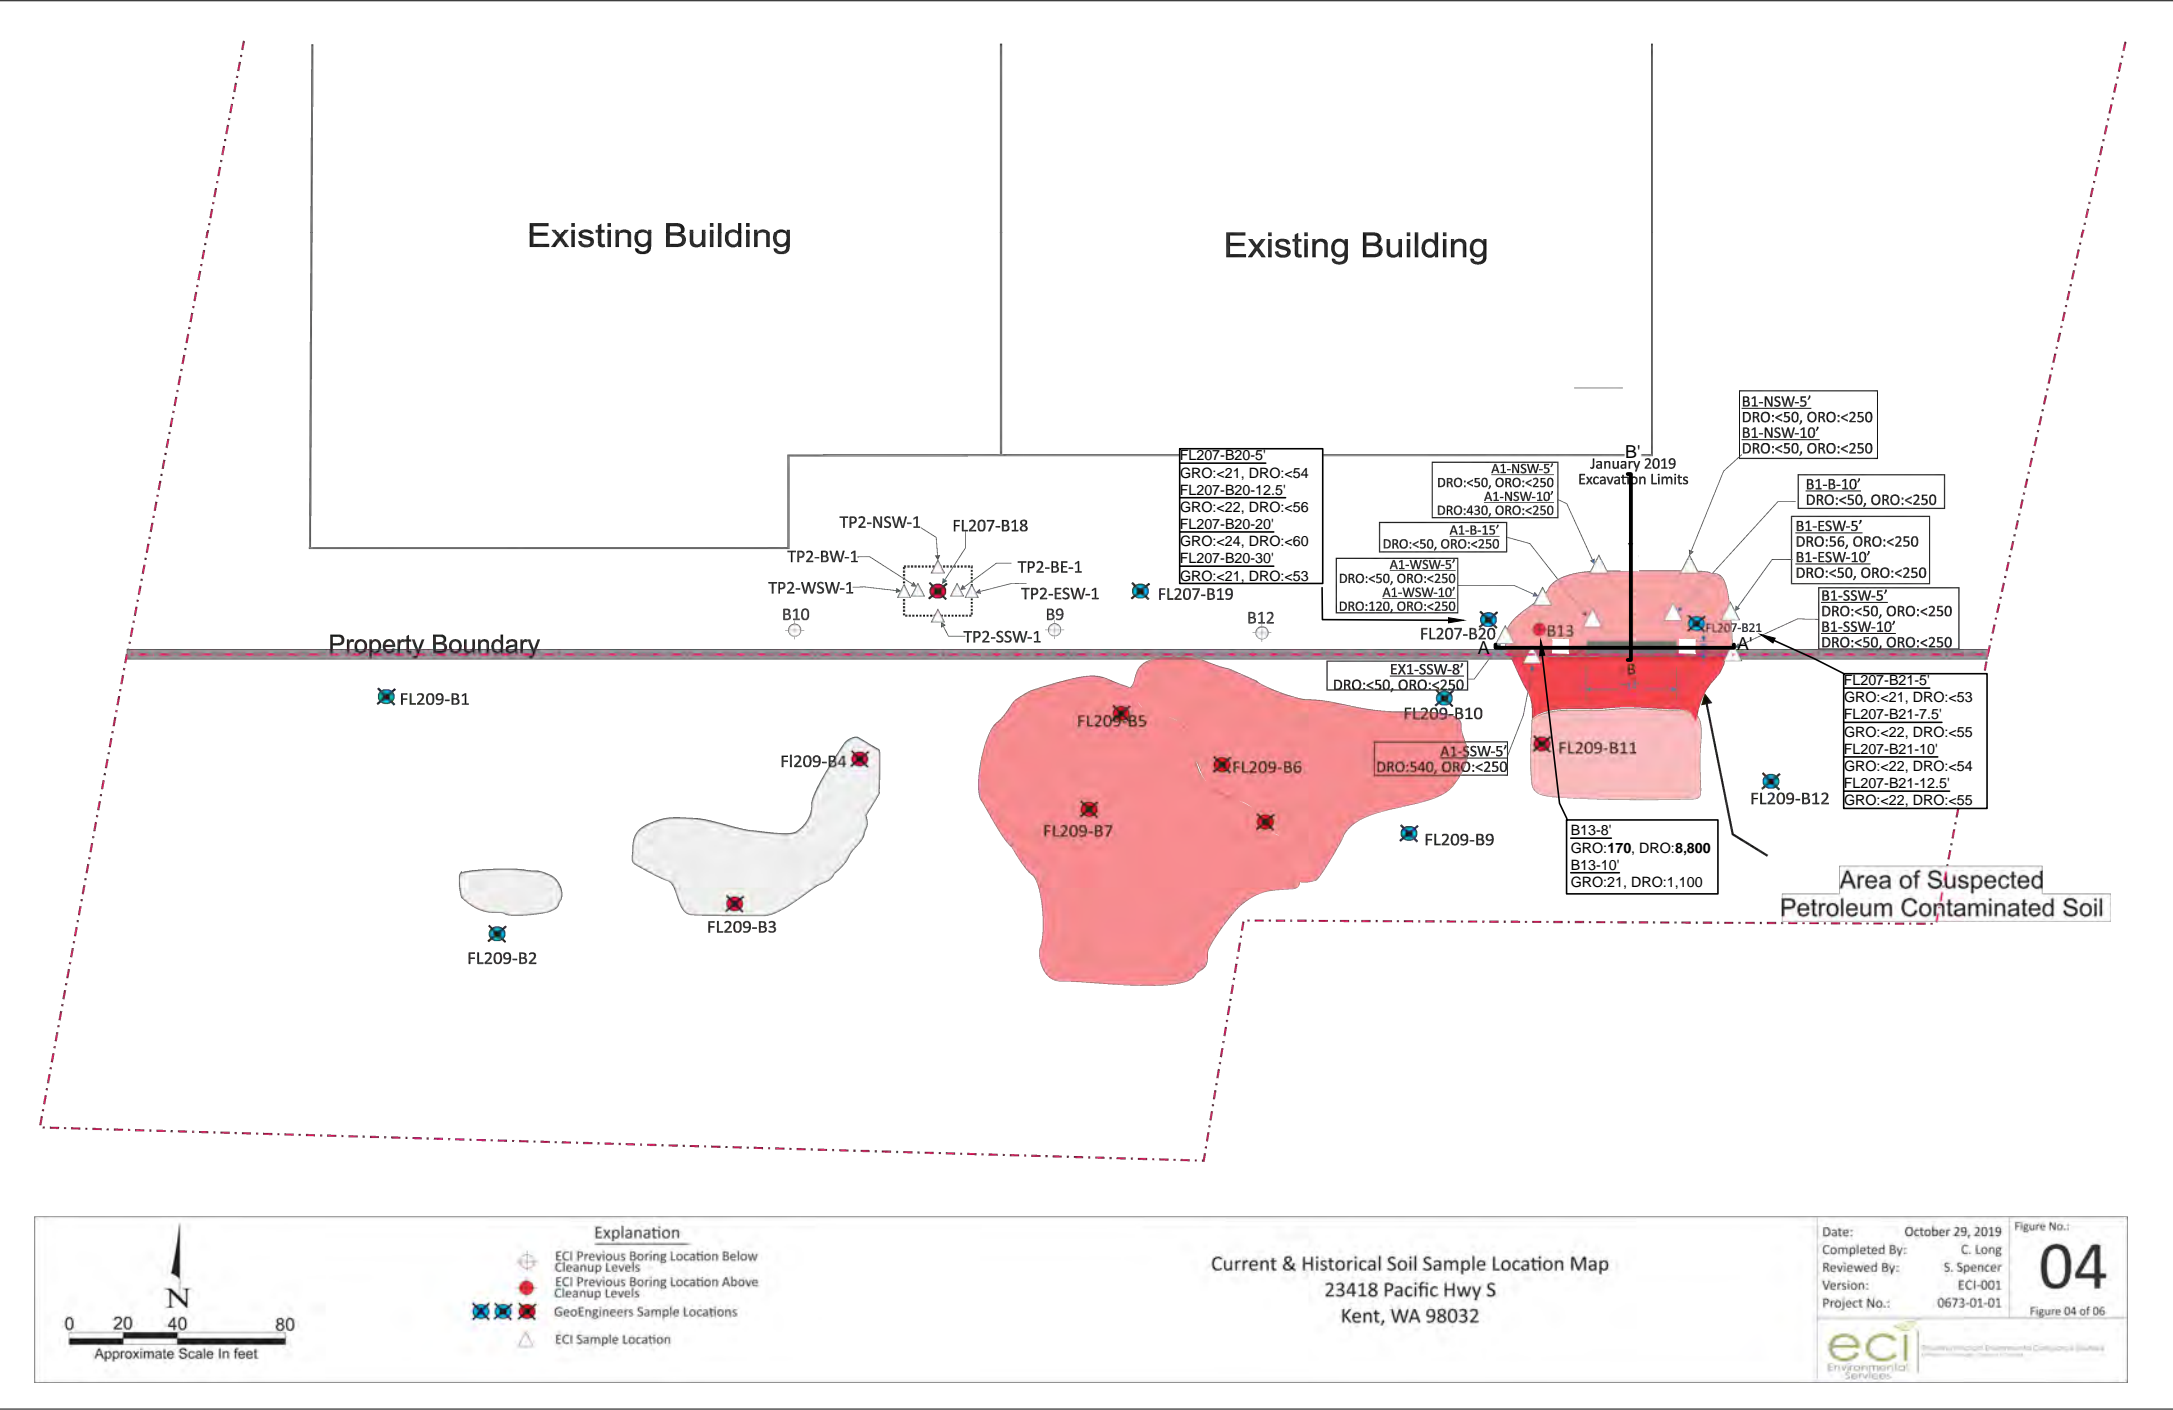 Existing Building
Existing Building
B1-NSW-5'
DRO:<50, ORO:<250
B1-NSW-10'
DRO:<50, ORO:<250
FL207-B20-5'
GRO:<21, DRO:<54
FL207-B20-12.5'
GRO:<22, DRO:<56
FL207-B20-20'
GRO:<24, DRO:<60
FL207-B20-30'
GRO:<21, DRO:<53
B'
January 2019
Excavation Limits
A1-NSW-5'
DRO:<50, ORO:<250
A1-NSW-10'
DRO:430, ORO:<250
B1-B-10'
DRO:<50, ORO:<250
A1-B-15'
DRO:<50, ORO:<250
B1-ESW-5'
DRO:56, ORO:<250
B1-ESW-10'
DRO:<50, ORO:<250
A1-WSW-5'
DRO:<50, ORO:<250
A1-WSW-10'
DRO:120, ORO:<250
B1-SSW-5'
DRO:<50, ORO:<250
B1-SSW-10'
DRO:<50, ORO:<250
TP2-NSW-1
FL207-B18
TP2-BW-1
TP2-BE-1
TP2-WSW-1
TP2-ESW-1
FL207-B19
B10
B9
B12
TP2-SSW-1
FL207-B20
B13
FL207-B21
Property Boundary
A
A'
B
EX1-SSW-8'
DRO:<50, ORO:<250
FL209-B1
FL209-B5
FL209-B10
FL207-B21-5'
GRO:<21, DRO:<53
FL207-B21-7.5'
GRO:<22, DRO:<55
FL207-B21-10'
GRO:<22, DRO:<54
FL207-B21-12.5'
GRO:<22, DRO:<55
Fl209-B4
FL209-B6
A1-SSW-5'
DRO:540, ORO:<250
FL209-B11
FL209-B12
FL209-B7
FL209-B9
B13-8'
GRO:170, DRO:8,800
B13-10'
GRO:21, DRO:1,100
Area of Suspected
Petroleum Contaminated Soil
FL209-B3
FL209-B2
N
0 20 40 80
Approximate Scale In feet
Explanation
ECI Previous Boring Location Below
Cleanup Levels
ECI Previous Boring Location Above
Cleanup Levels
GeoEngineers Sample Locations
ECI Sample Location
Current & Historical Soil Sample Location Map
23418 Pacific Hwy S
Kent, WA 98032
Date: October 29, 2019
Completed By: C. Long
Reviewed By: S. Spencer
Version: ECI-001
Project No.: 0673-01-01
Figure No.:
04
Figure 04 of 06
eci
Environmental
Services